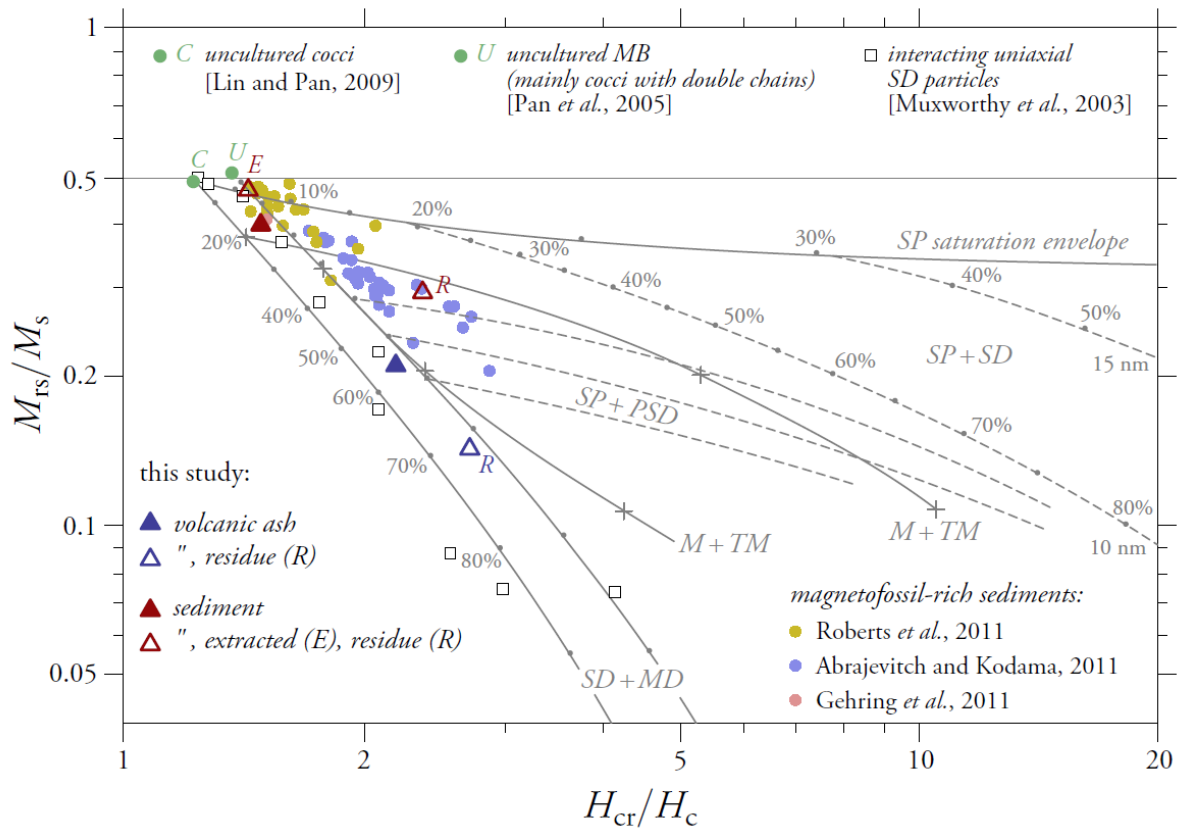 1
C uncultured cocci
[Lin and Pan, 2009]
U uncultured MB
(mainly cocci with double chains)
[Pan et al., 2005]
interacting uniaxial
SD particles
[Muxworthy et al., 2003]
C
U
E
0.5
10%
20%
20%
30%
30%
SP saturation envelope
R
40%
40%
40%
50%
50%
50%
15 nm
SP+SD
60%
60%
0.2
SP+PSD
70%
70%
R
80%
10 nm
0.1
M+TM
M+TM
80%
SD+MD
0.05
this study:
volcanic ash
", residue (R)
sediment
", extracted (E), residue (R)
magnetofossil-rich sediments:
Roberts et al., 2011
Abrajevitch and Kodama, 2011
Gehring et al., 2011
1
2
5
10
20
Hcr/Hc
Mrs/Ms